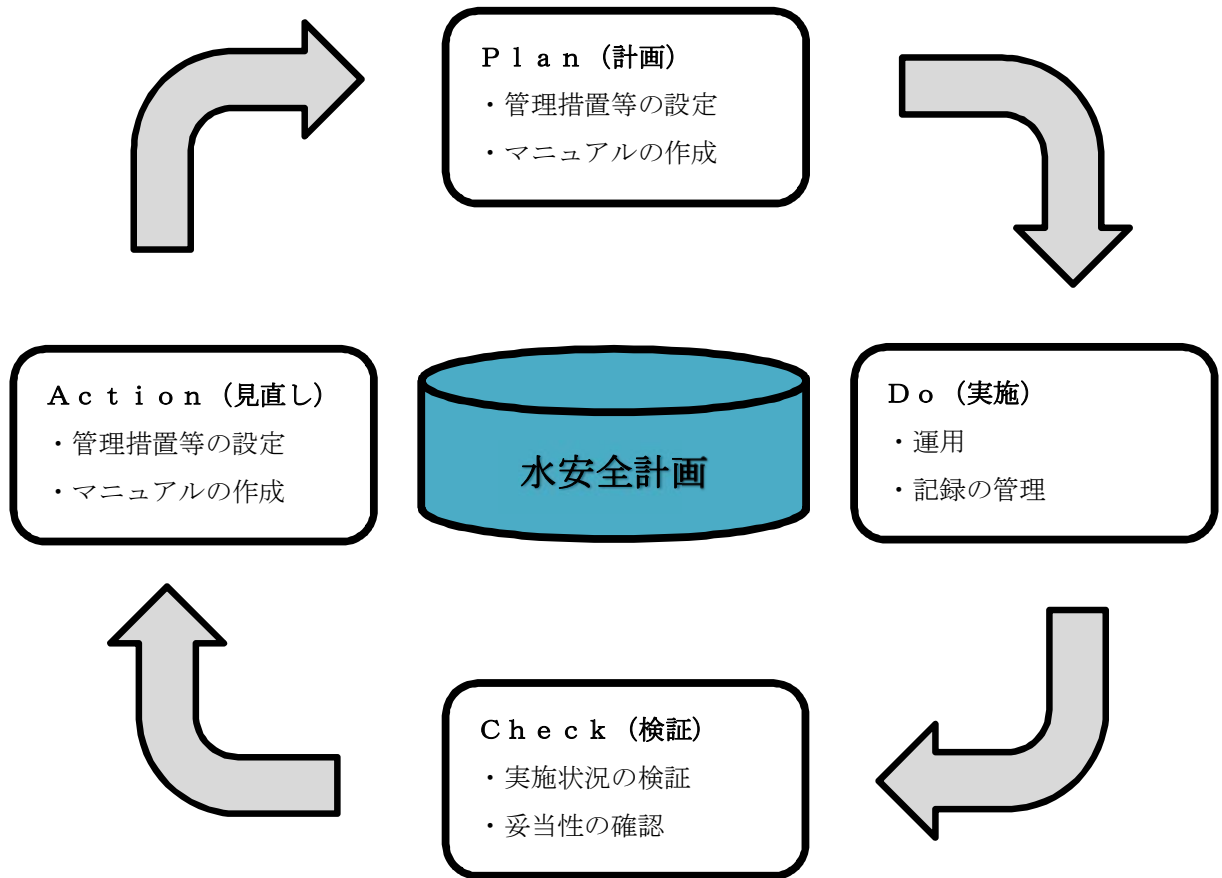 Ｐｌａｎ（計画）
・管理措置等の設定
・マニュアルの作成
Ａｃｔｉｏｎ（見直し）
・管理措置等の設定
・マニュアルの作成
水安全計画
Ｄｏ（実施）
・運用
・記録の管理
Ｃｈｅｃｋ（検証）
・実施状況の検証
・妥当性の確認